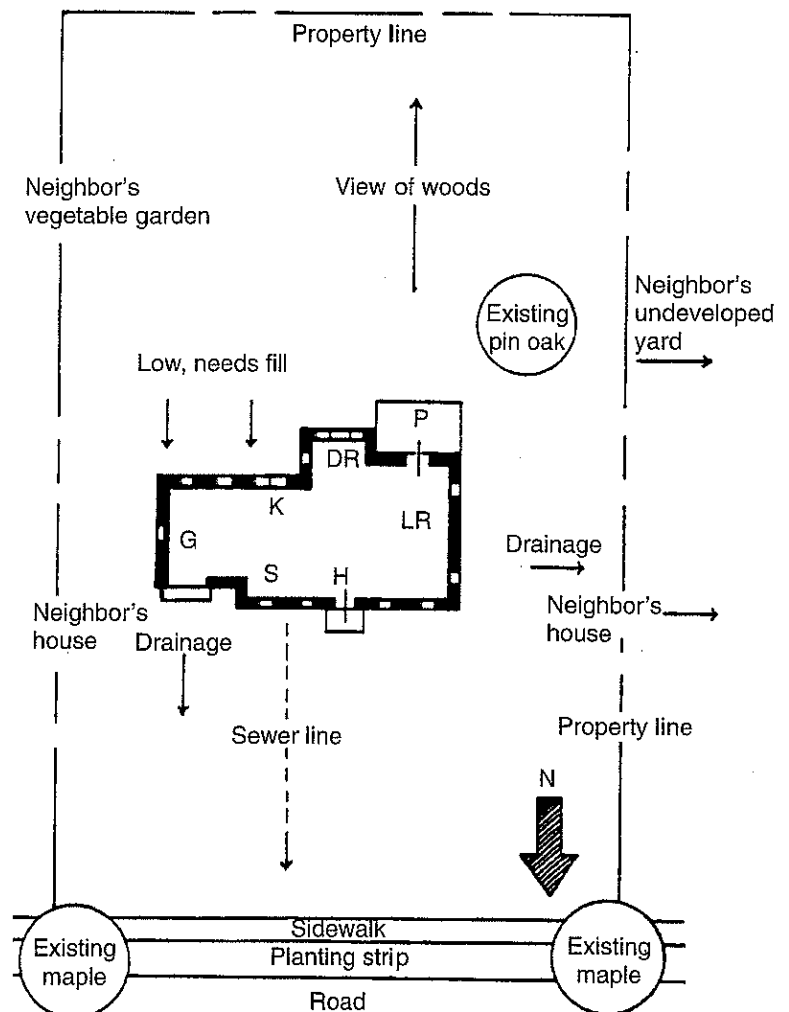 Property line
Neighbor's
vegetable garden
View of woods
Existing
pin oak
Neighbor's
undeveloped
yard
Low, needs fill
P
DR
K
LR
G
S
H
Drainage
Neighbor's
house
Neighbor's
house
Drainage
Sewer line
Property line
N
Sidewalk
Existing
maple
Planting strip
Existing
maple
Road